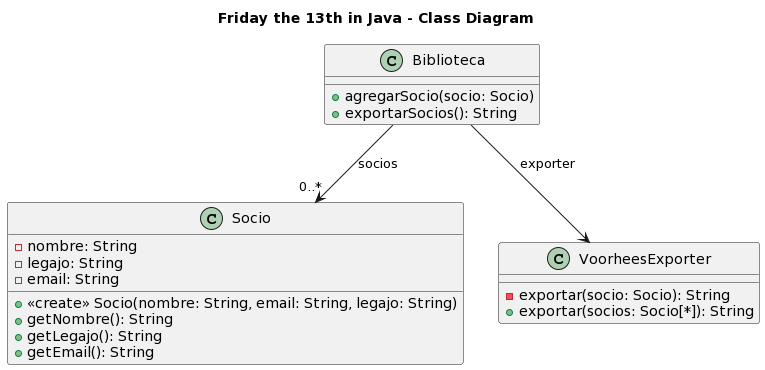 Friday the 13th in Java - Class Diagram
C Biblioteca
agregarSocio(socio: Socio)
exportarSocios(): String
socios
exporter
0..*
C Socio
nombre: String
legajo: String
email: String
«create» Socio(nombre: String, email: String, legajo: String)
getNombre(): String
getLegajo(): String
getEmail(): String
C VoorheesExporter
exportar(socio: Socio): String
exportar(socios: Socio[*]): String